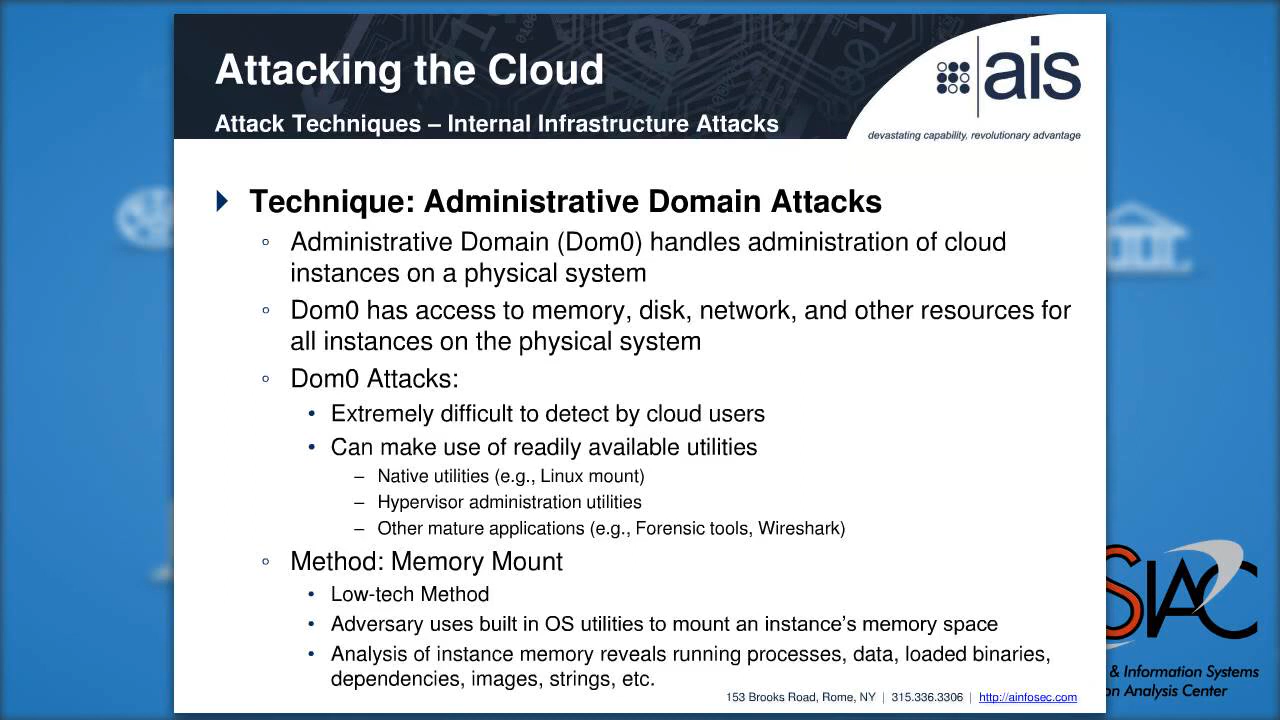 Attacking the Cloud
Attack Techniques – Internal Infrastructure Attacks
ais
devastating capability, revolutionary advantage
Technique: Administrative Domain Attacks
◦ Administrative Domain (Dom0) handles administration of cloud
instances on a physical system
◦ Dom0 has access to memory, disk, network, and other resources for
all instances on the physical system
◦ Dom0 Attacks:
• Extremely difficult to detect by cloud users
• Can make use of readily available utilities
– Native utilities (e.g., Linux mount)
– Hypervisor administration utilities
– Other mature applications (e.g., Forensic tools, Wireshark)
◦ Method: Memory Mount
• Low-tech Method
• Adversary uses built in OS utilities to mount an instance’s memory space
• Analysis of instance memory reveals running processes, data, loaded binaries,
dependencies, images, strings, etc.
153 Brooks Road, Rome, NY | 315.336.3306 | http://ainfosec.com
SIAC
& Information Systems
on Analysis Center